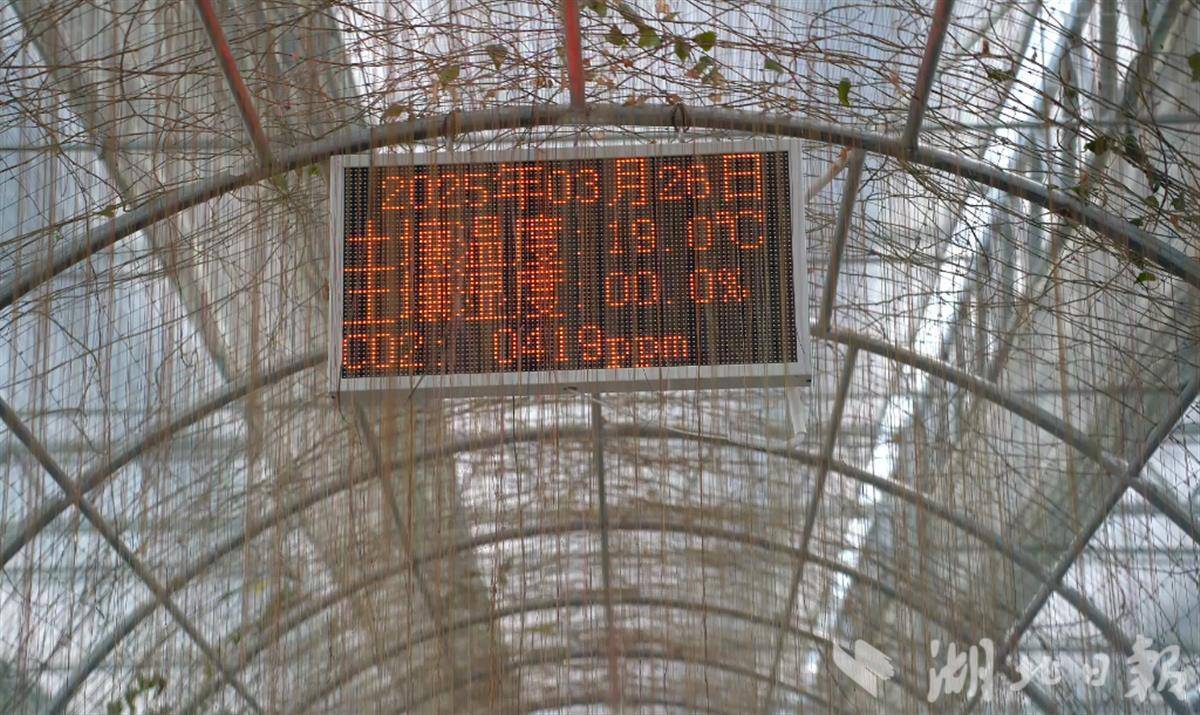 2025年03月26日
土壤温度：19.0℃
土壤湿度：00.0%
CO2： 0419ppm
湖北日报